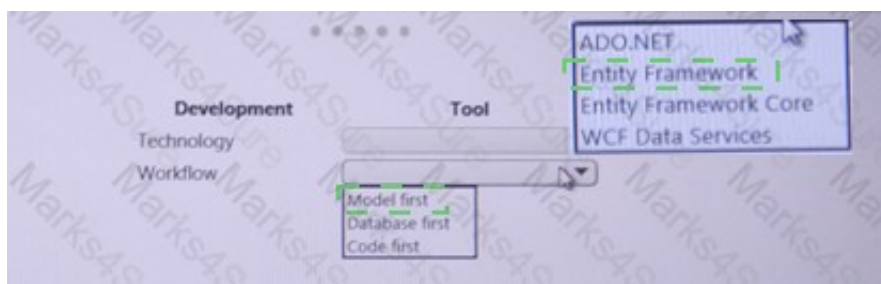 ADO.NET
Entity Framework
Entity Framework Core
WCF Data Services
Development Tool
Technology
Workflow
Model first
Database first
Code first
Marks4Sure